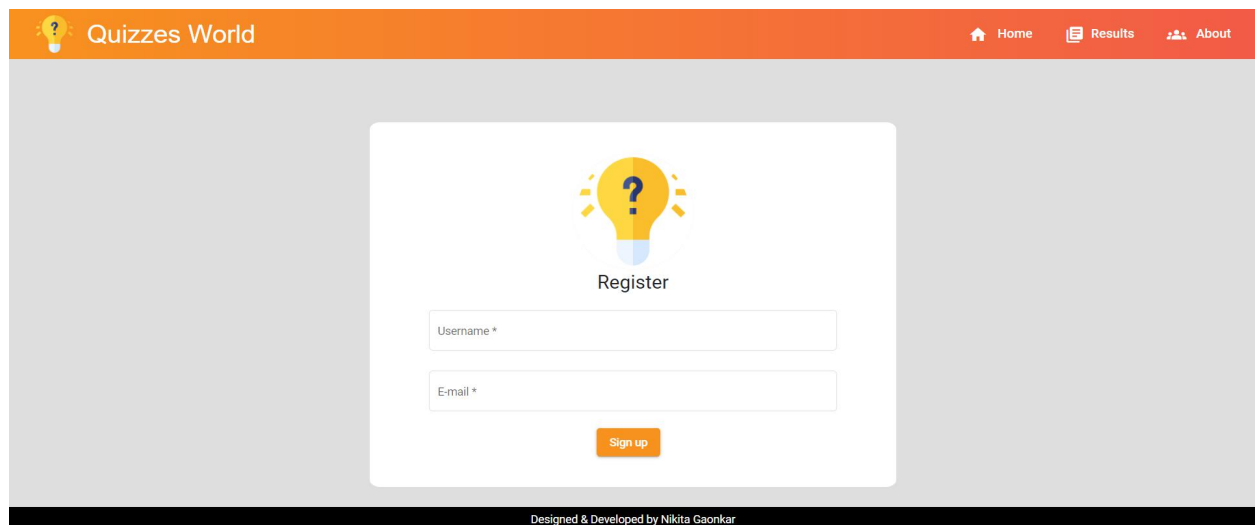 Quizzes World
Home
Results
About
Register
Username *
E-mail *
Sign up
Designed & Developed by Nikita Gaonkar